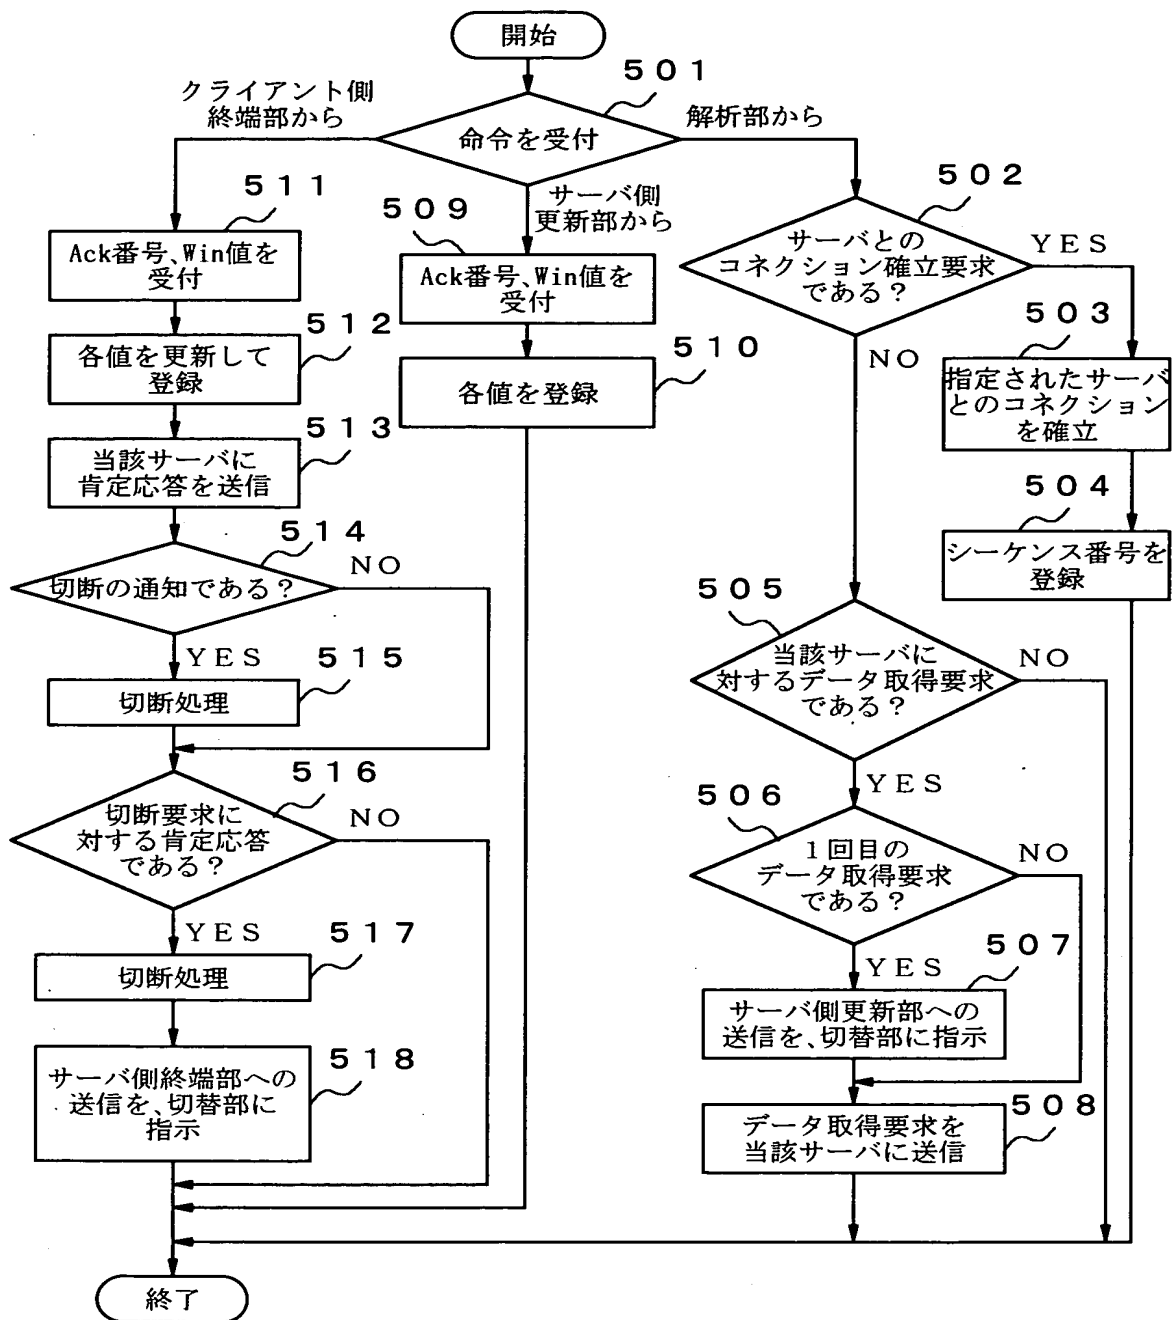 開始
501
命令を受付
クライアント側
終端部から
解析部から
サーバ側
更新部から
511
Ack番号、Win値を
受付
512
各値を更新して
登録
513
当該サーバに
肯定応答を送信
514
切断の通知である？
NO
YES
515
切断処理
516
切断要求に
対する肯定応答
である？
NO
YES
517
切断処理
518
サーバ側終端部への
送信を、切替部に
指示
509
Ack番号、Win値を
受付
510
各値を登録
502
サーバとの
コネクション確立要求
である？
YES
NO
503
指定されたサーバ
とのコネクション
を確立
504
シーケンス番号を
登録
505
当該サーバに
対するデータ取得要求
である？
NO
YES
506
1回目の
データ取得要求
である？
NO
YES
507
サーバ側更新部への
送信を、切替部に指示
508
データ取得要求を
当該サーバに送信
終了